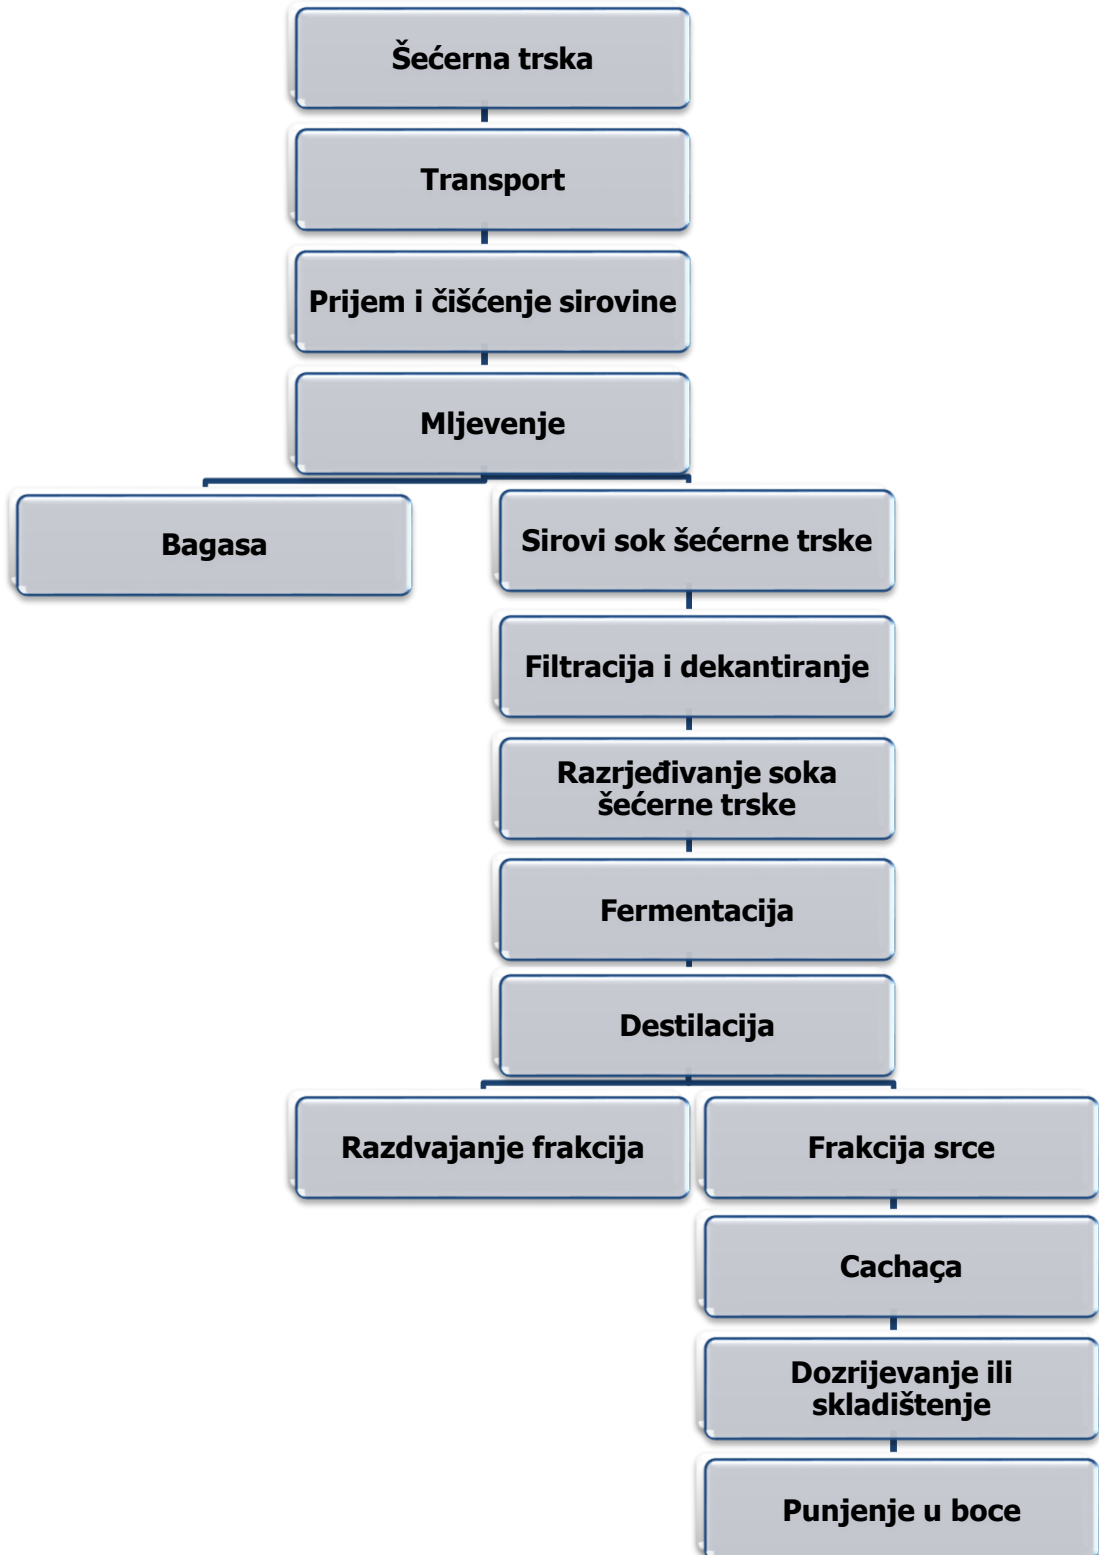 Šećerna trska
Transport
Prijem i čišćenje sirovine
Mljevenje
Bagasa
Sirovi sok šećerne trske
Filtracija i dekantiranje
Razrjeđivanje soka
šećerne trske
Fermentacija
Destilacija
Razdvajanje frakcija
Frakcija srce
Cachaça
Dozrijevanje ili
skladištenje
Punjenje u boce